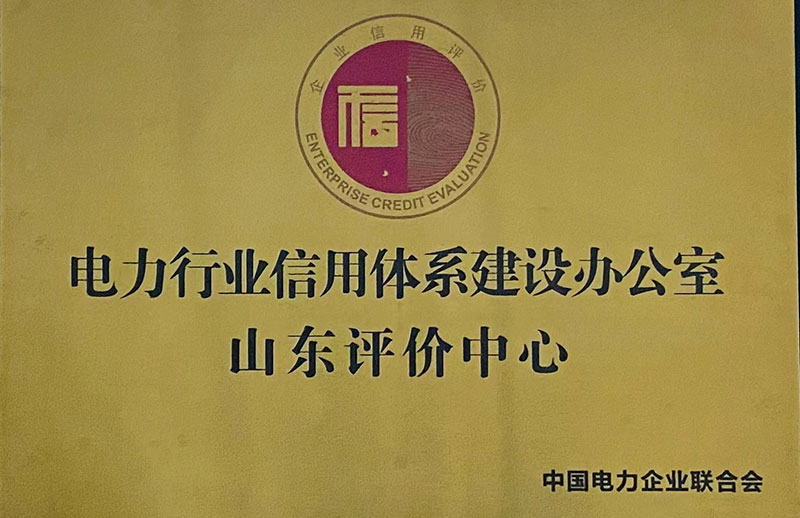 企业信用评价
信
ENTERPRISE CREDIT EVALUATION
电力行业信用体系建设办公室
山东评价中心
中国电力企业联合会